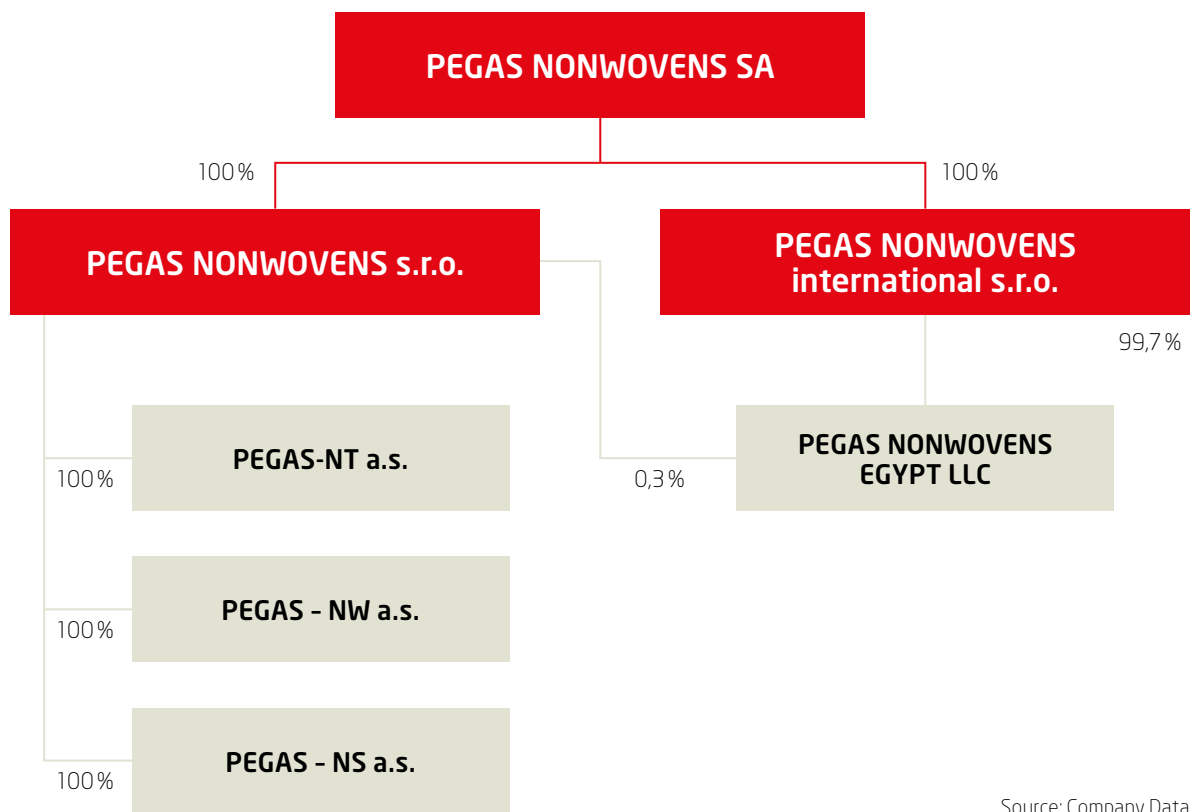 PEGAS NONWOVENS SA
100 %
100 %
PEGAS NONWOVENS s.r.o.
PEGAS NONWOVENS
international s.r.o.
99,7 %
PEGAS-NT a.s.
PEGAS NONWOVENS
EGYPT LLC
100 %
0,3 %
PEGAS – NW a.s.
100 %
PEGAS – NS a.s.
100 %
Source: Company Data